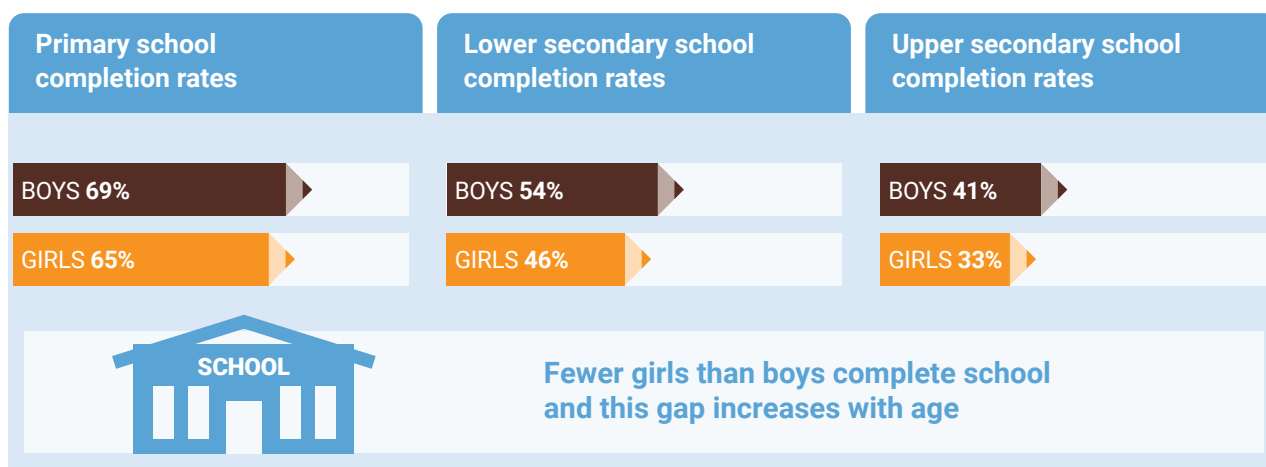 Primary school
completion rates
Lower secondary school
completion rates
Upper secondary school
completion rates
BOYS 69%
GIRLS 65%
BOYS 54%
GIRLS 46%
BOYS 41%
GIRLS 33%
SCHOOL
Fewer girls than boys complete school
and this gap increases with age